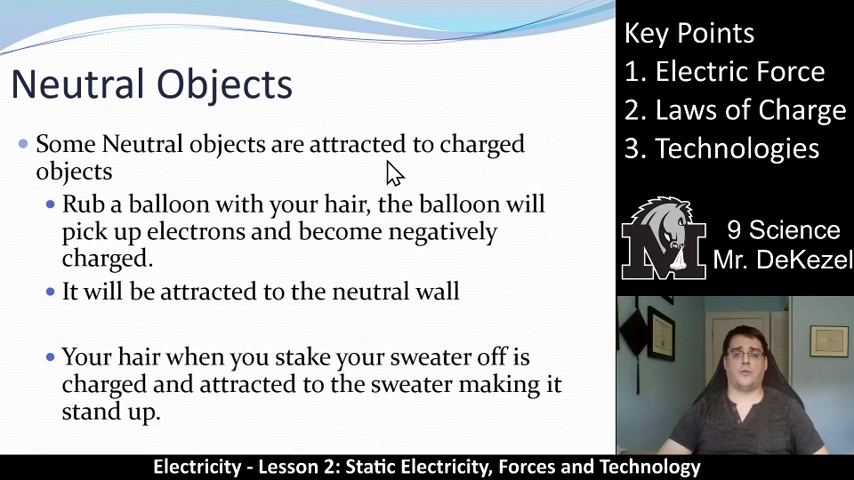 Neutral Objects
Some Neutral objects are attracted to charged
objects
Rub a balloon with your hair, the balloon will
pick up electrons and become negatively
charged.
It will be attracted to the neutral wall
Your hair when you stake your sweater off is
charged and attracted to the sweater making it
stand up.
Key Points
1. Electric Force
2. Laws of Charge
3. Technologies
M
9 Science
Mr. DeKezel
Electricity - Lesson 2: Static Electricity, Forces and Technology